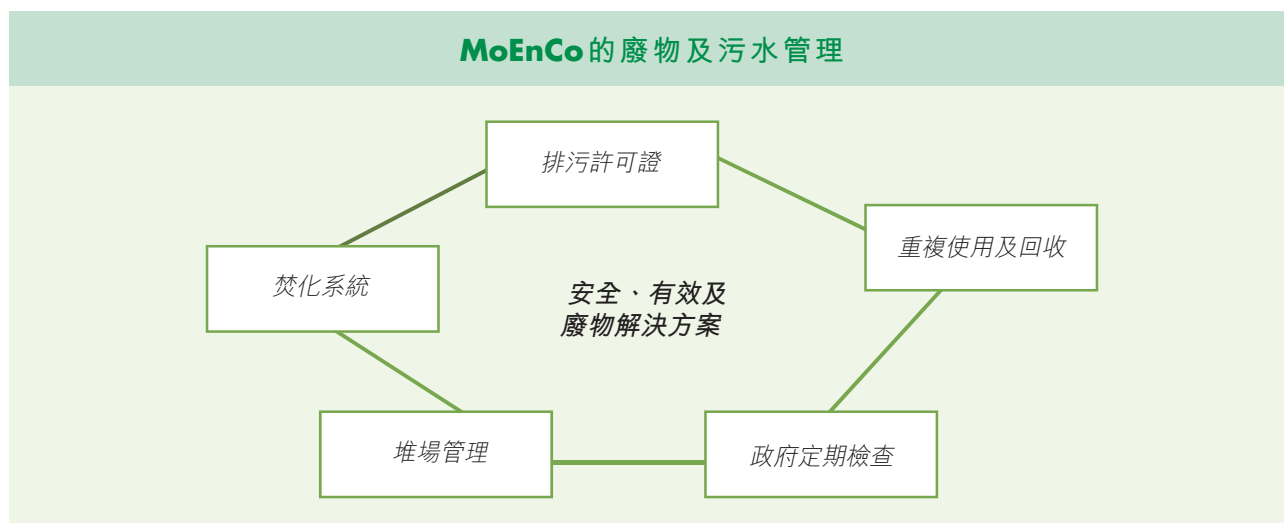 MoEnCo的廢物及污水管理
排污許可證
重複使用及回收
焚化系統
安全、有效及
廢物解決方案
堆場管理
政府定期檢查